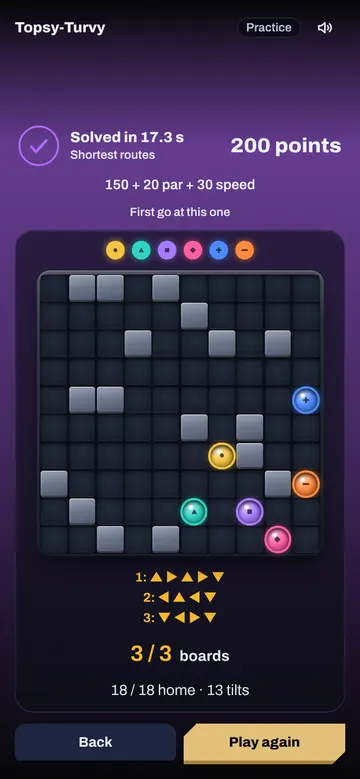 Topsy-Turvy
Practice
Solved in 17.3 s
Shortest routes
200 points
150 + 20 par + 30 speed
First go at this one
1: ▲ ▶ ▲ ▶ ▼
2: ◀ ▲ ◀ ▼
3: ▼ ◀ ▶ ▼
3 / 3 boards
18 / 18 home · 13 tilts
Back
Play again